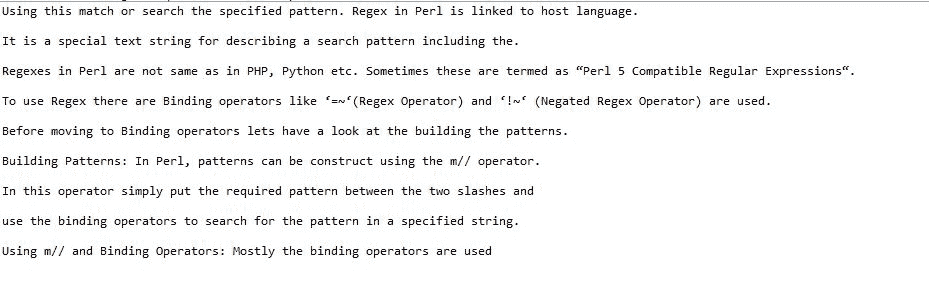 Using this match or search the specified pattern. Regex in Perl is linked to host language.
It is a special text string for describing a search pattern including the.
Regexes in Perl are not same as in PHP, Python etc. Sometimes these are termed as “Perl 5 Compatible Regular Expressions“.
To use Regex there are Binding operators like ‘=~‘(Regex Operator) and ‘!~‘ (Negated Regex Operator) are used.
Before moving to Binding operators lets have a look at the building the patterns.
Building Patterns: In Perl, patterns can be construct using the m// operator.
In this operator simply put the required pattern between the two slashes and
use the binding operators to search for the pattern in a specified string.
Using m// and Binding Operators: Mostly the binding operators are used